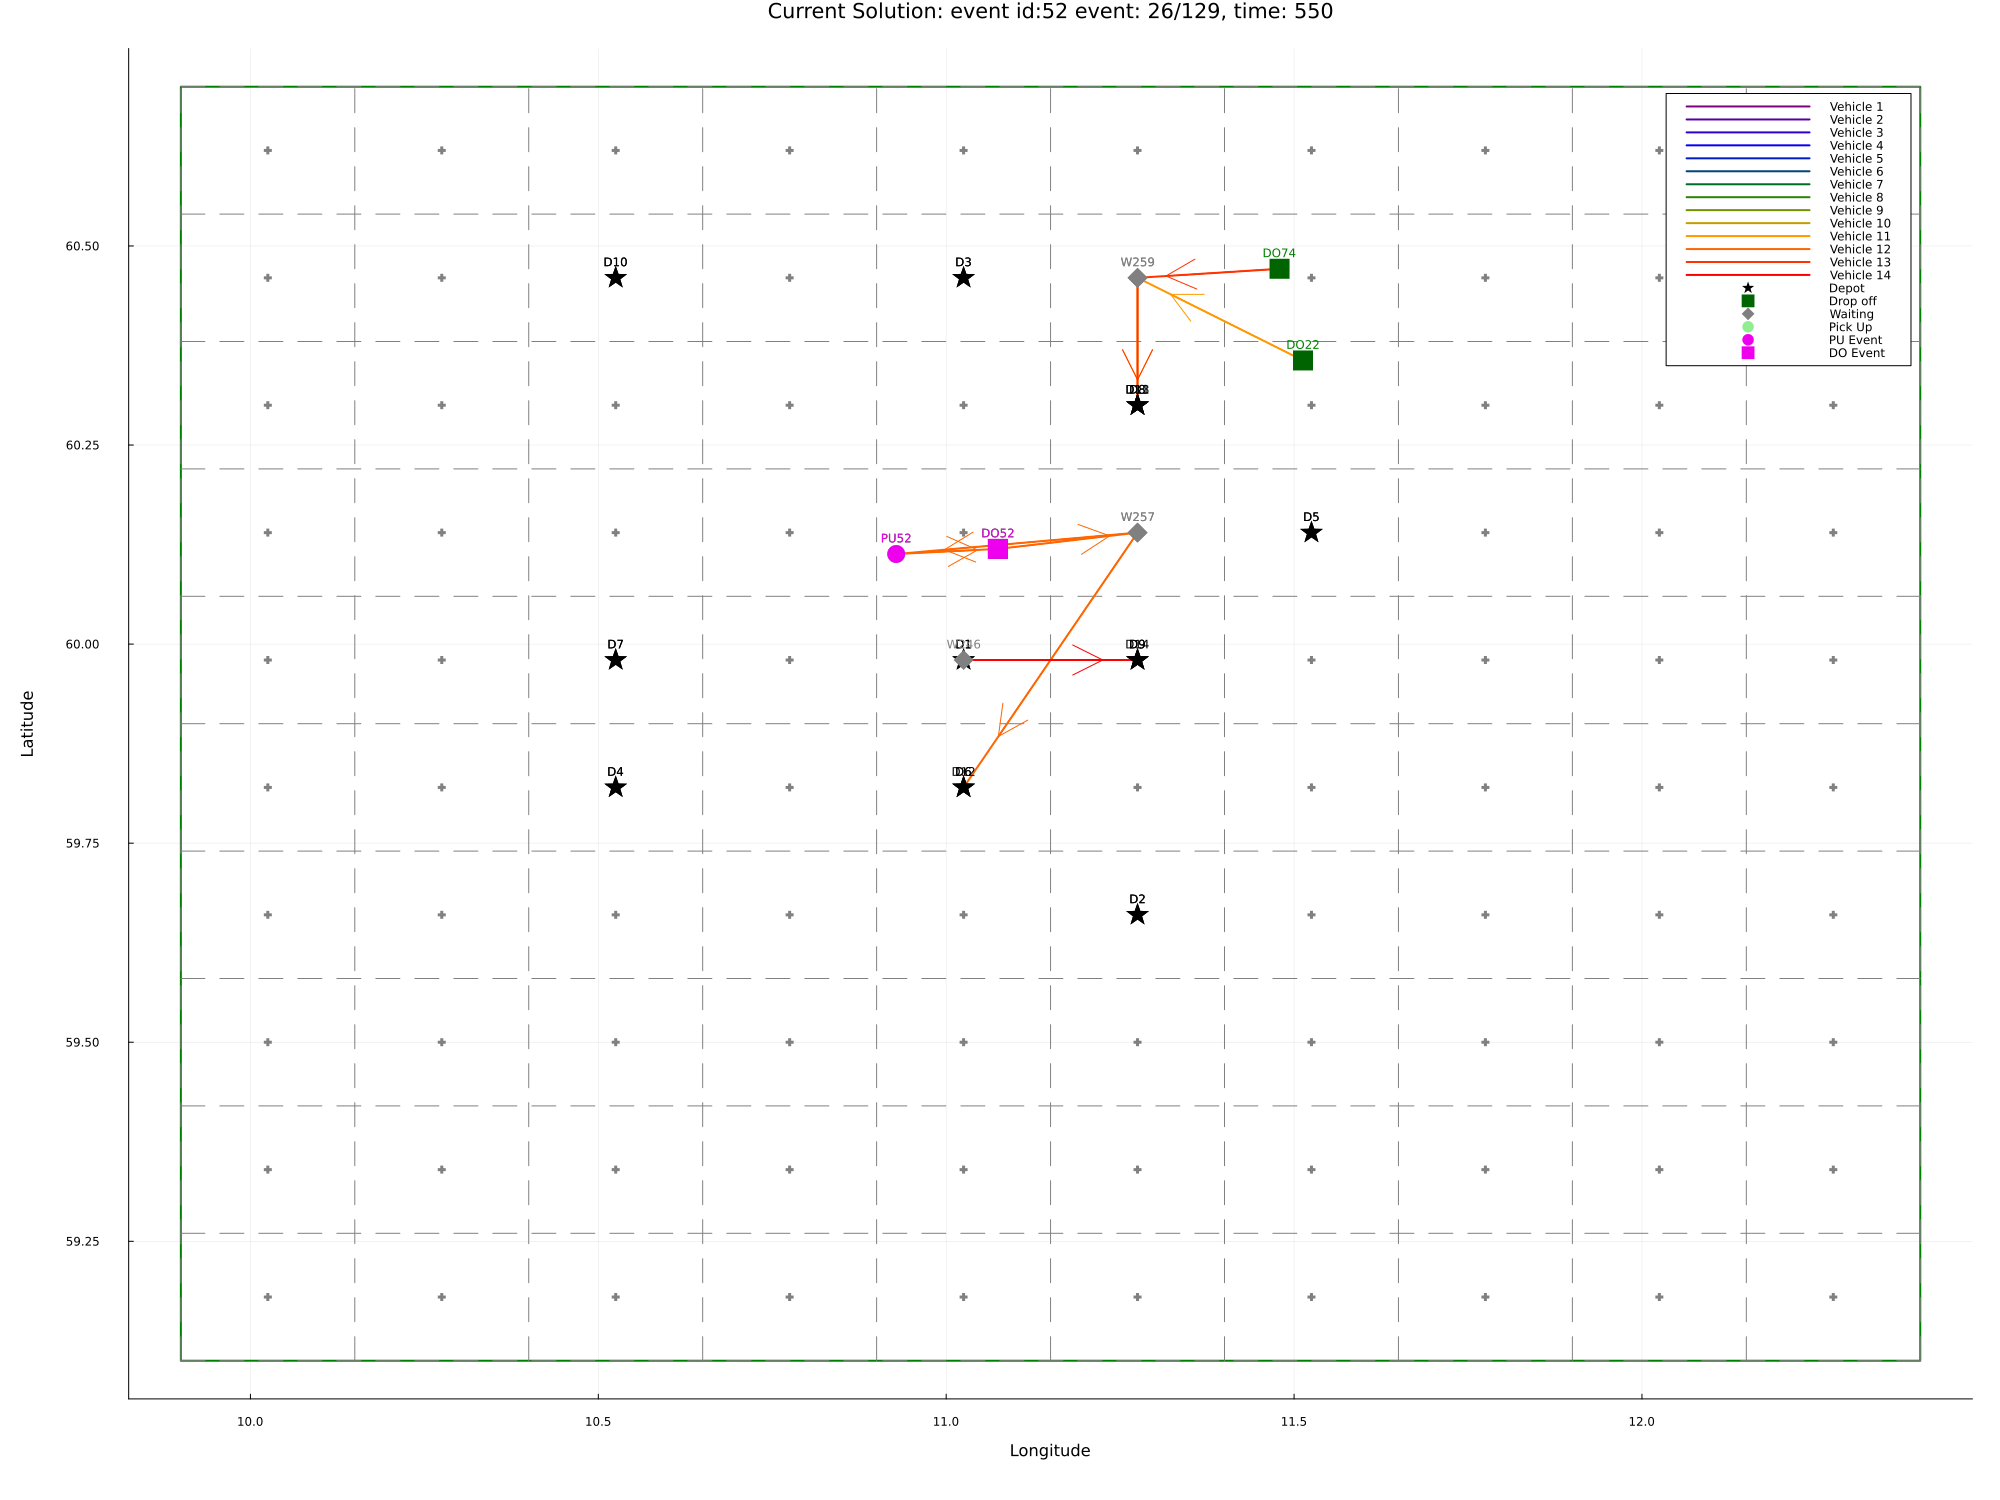 Current Solution: event id:52 event: 26/129, time: 550
Vehicle 1
Vehicle 2
Vehicle 3
Vehicle 4
Vehicle 5
Vehicle 6
Vehicle 7
Vehicle 8
Vehicle 9
Vehicle 10
Vehicle 11
Vehicle 12
Vehicle 13
Vehicle 14
Depot
Drop off
Waiting
Pick Up
PU Event
DO Event
60.50
60.25
60.00
59.75
59.50
59.25
Latitude
D10
D3
W259
DO74
DO22
PU52
DO52
W257
D5
D7
D1
D9
D4
D6
D2
10.0
10.5
11.0
11.5
12.0
Longitude